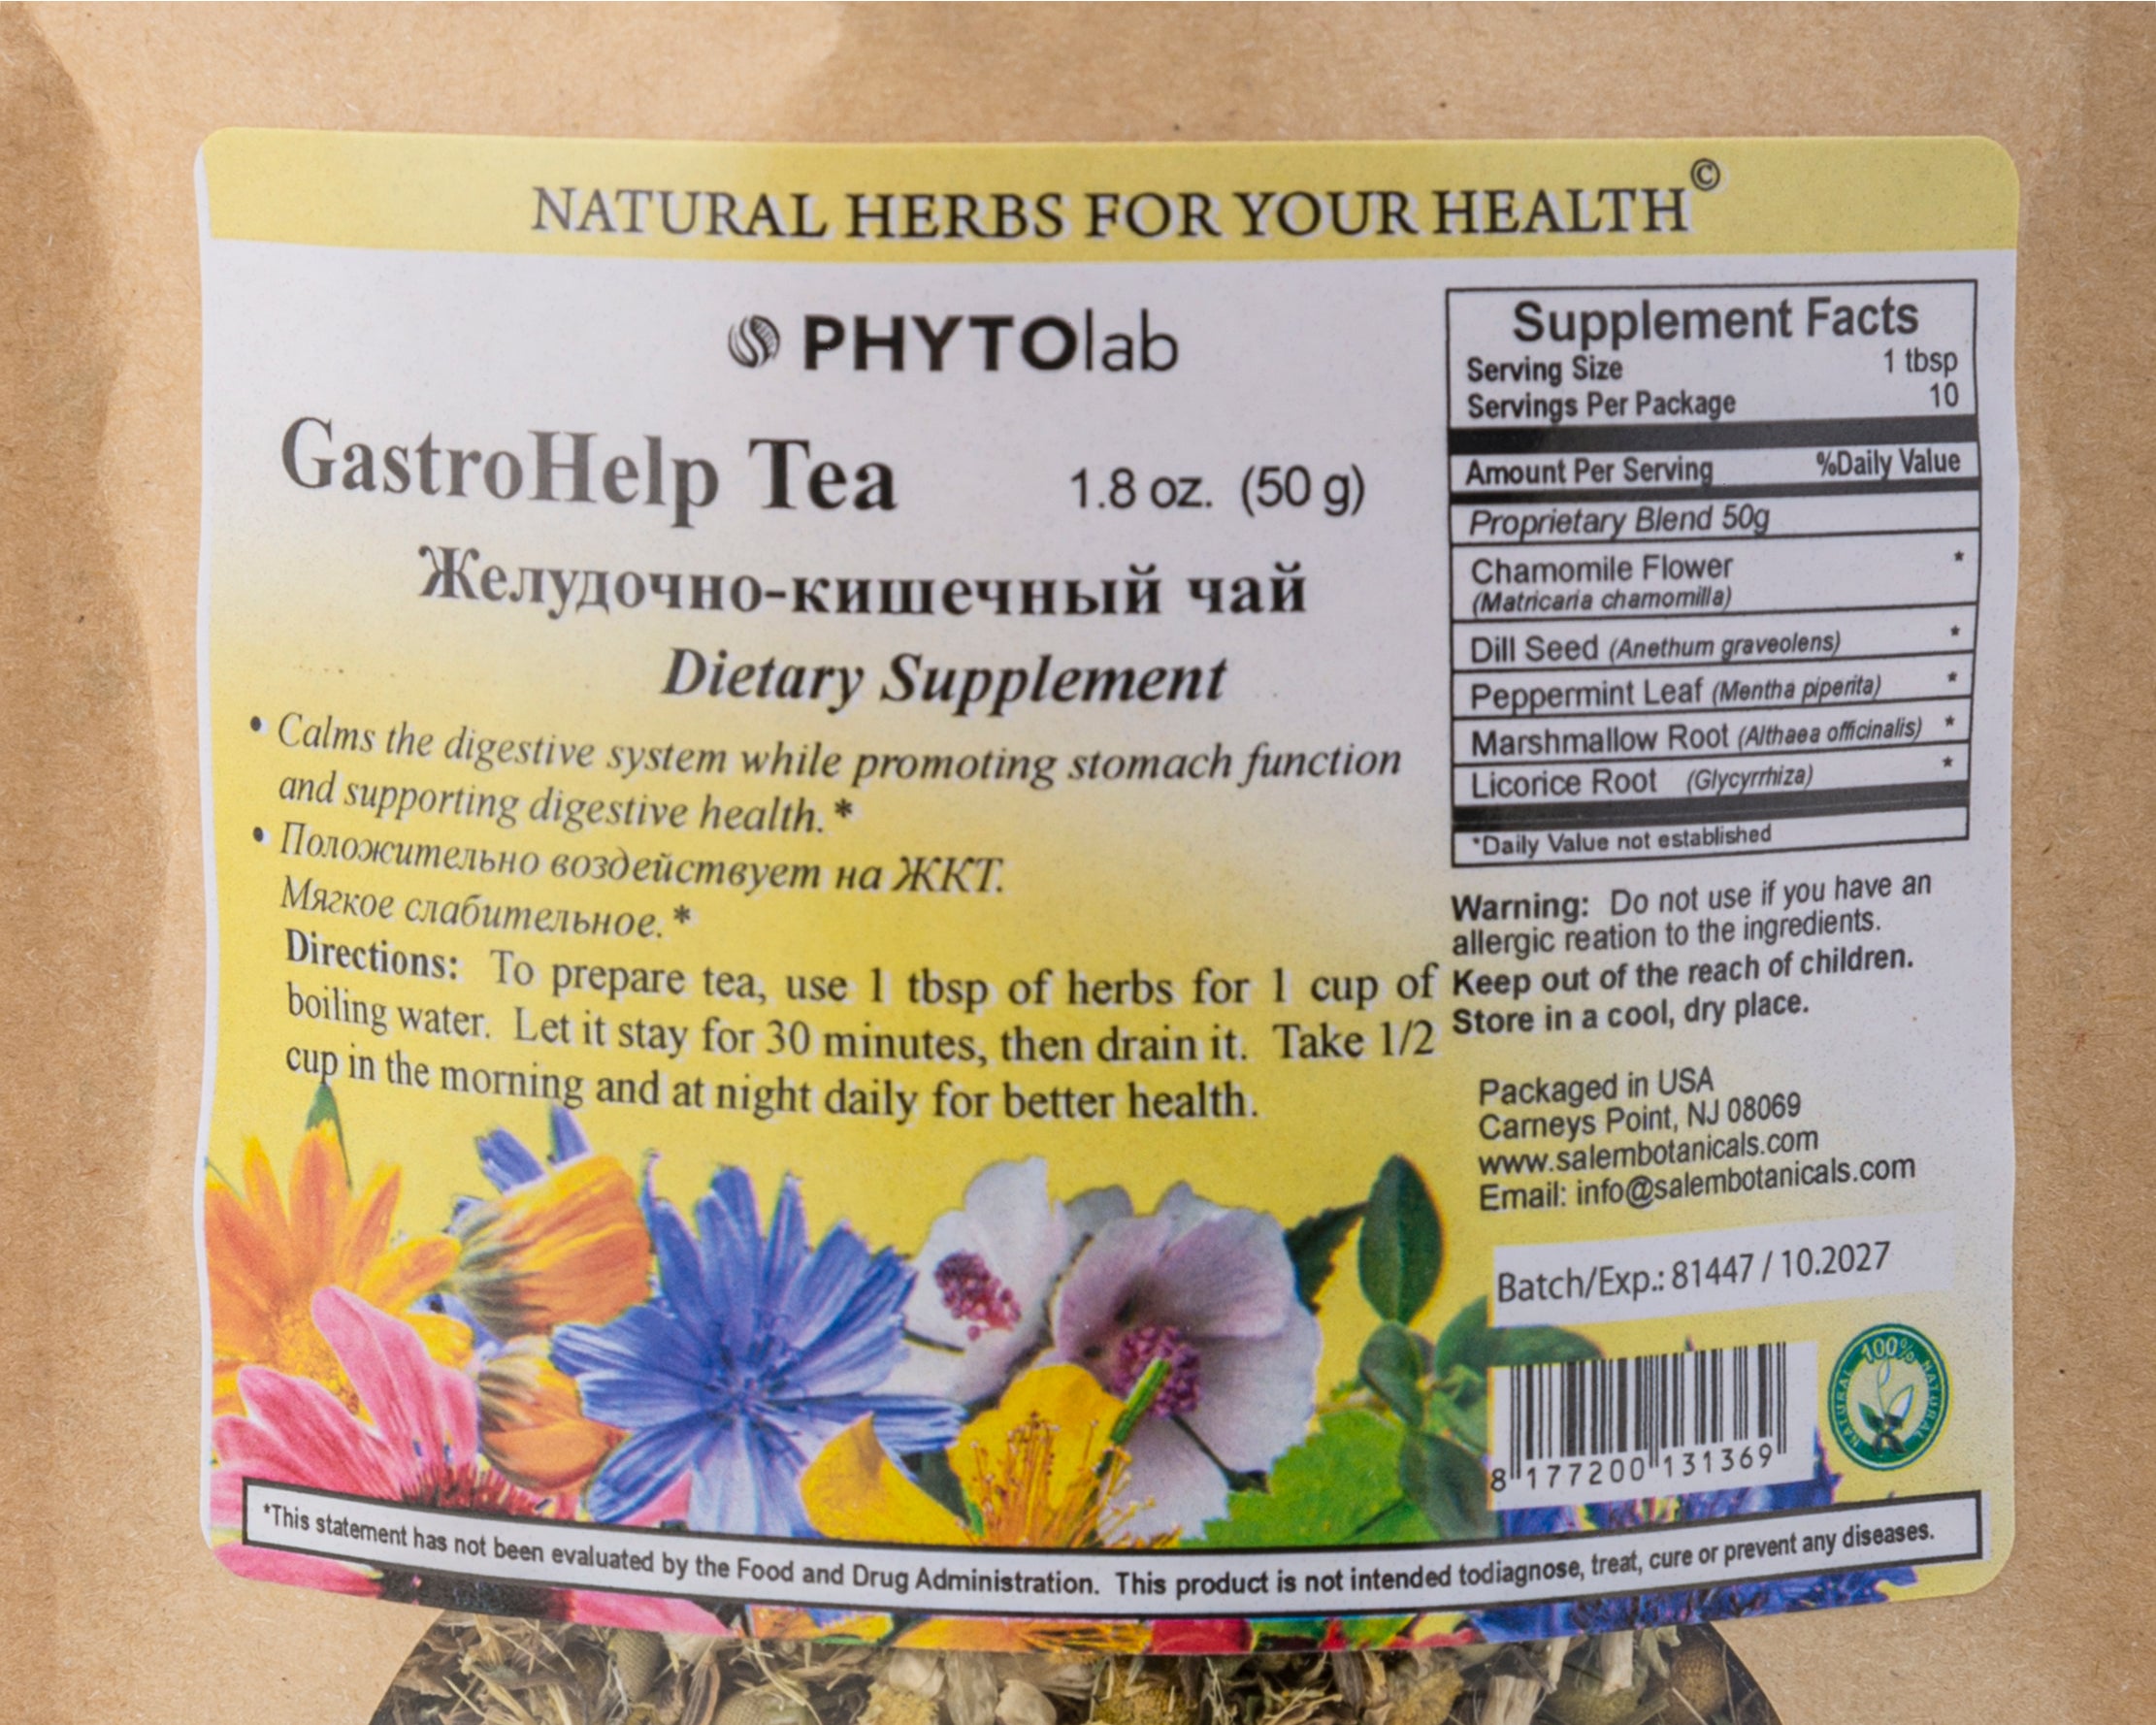 NATURAL HERBS FOR YOUR HEALTH©
PHYTOlab
GastroHelp Tea 1.8 oz. (50 g)
Желудочно-кишечный чай
Dietary Supplement
• Calms the digestive system while promoting stomach function
and supporting digestive health.*
• Положительно воздействует на ЖКТ.
Мягкое слабительное.*
Directions: To prepare tea, use 1 tbsp of herbs for 1 cup of
boiling water. Let it stay for 30 minutes, then drain it. Take 1/2
cup in the morning and at night daily for better health.
Supplement Facts
Serving Size 1 tbsp
Servings Per Package 10
Amount Per Serving %Daily Value
Proprietary Blend 50g
Chamomile Flower *
(Matricaria chamomilla)
Dill Seed (Anethum graveolens) *
Peppermint Leaf (Mentha piperita) *
Marshmallow Root (Althaea officinalis) *
Licorice Root (Glycyrrhiza) *
*Daily Value not established
Warning: Do not use if you have an
allergic reation to the ingredients.
Keep out of the reach of children.
Store in a cool, dry place.
Packaged in USA
Carneys Point, NJ 08069
www.salembotanicals.com
Email: info@salembotanicals.com
Batch/Exp.: 81447 / 10.2027
8 177200 131369
100% NATURAL
NATURAL
*This statement has not been evaluated by the Food and Drug Administration. This product is not intended todiagnose, treat, cure or prevent any diseases.